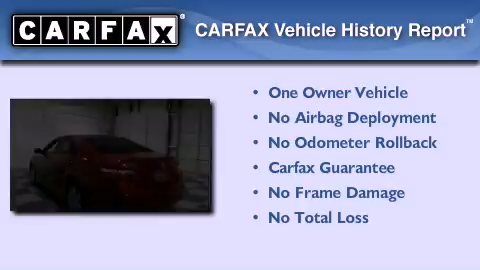 CARFAX®
CARFAX Vehicle History Report™
• One Owner Vehicle
• No Airbag Deployment
• No Odometer Rollback
• Carfax Guarantee
• No Frame Damage
• No Total Loss